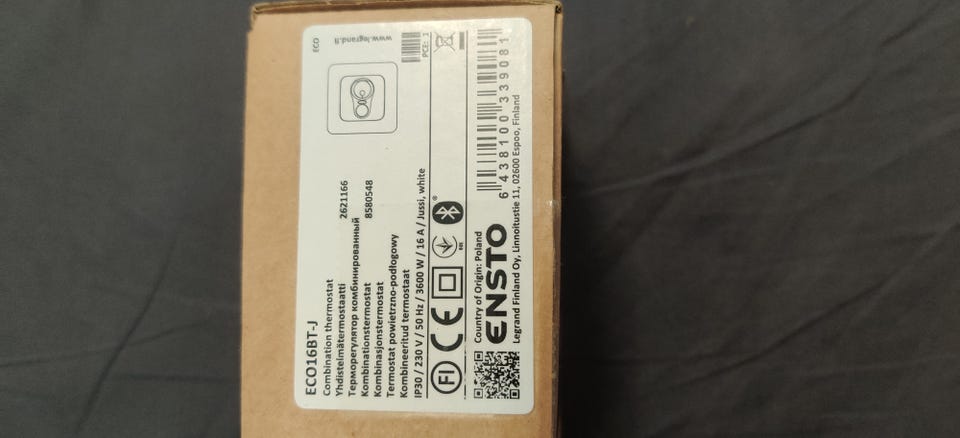 ECO16BT-J
Combination thermostat
Yhdistelmätermostaatti 2621166
Терморегулятор комбинированный
Kombinationstermostat 8580548
Kombinasjonstermostat
Termostat powietrzno-podłogowy
Kombineeritud termostaat
IP30 / 230 V / 50 Hz / 3600 W / 16 A / Jussi, white
ECO
www.legrand.fi
PCE: 1
FI CE
Country of Origin: Poland
ENSTO
Legrand Finland Oy, Linnoitustie 11, 02600 Espoo, Finland
6 438100 339081